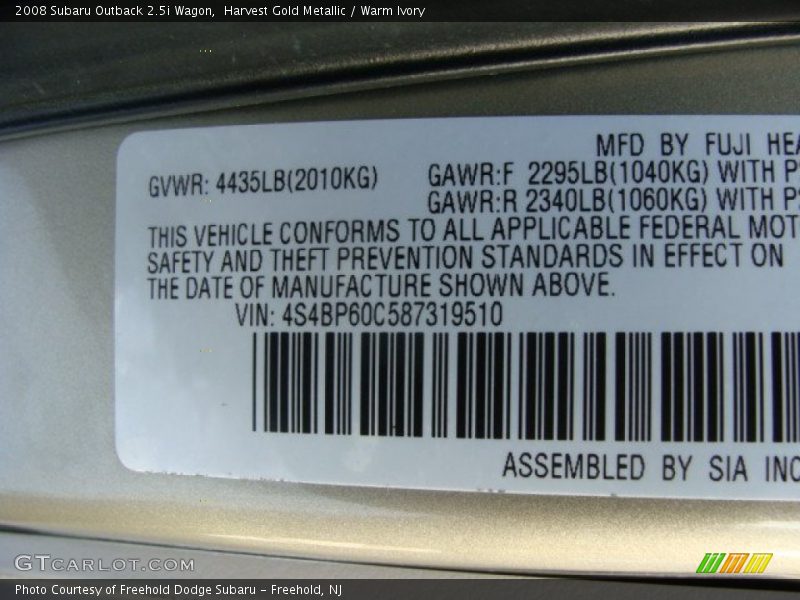 2008 Subaru Outback 2.5i Wagon,  Harvest Gold Metallic / Warm Ivory
MFD BY FUJI HEA
GVWR: 4435LB(2010KG)
GAWR:F 2295LB(1040KG) WITH P
GAWR:R 2340LB(1060KG) WITH P
THIS VEHICLE CONFORMS TO ALL APPLICABLE FEDERAL MOT
SAFETY AND THEFT PREVENTION STANDARDS IN EFFECT ON
THE DATE OF MANUFACTURE SHOWN ABOVE.
VIN: 4S4BP60C587319510
ASSEMBLED BY SIA INC
GTCARLOT.COM
Photo Courtesy of Freehold Dodge Subaru – Freehold, NJ